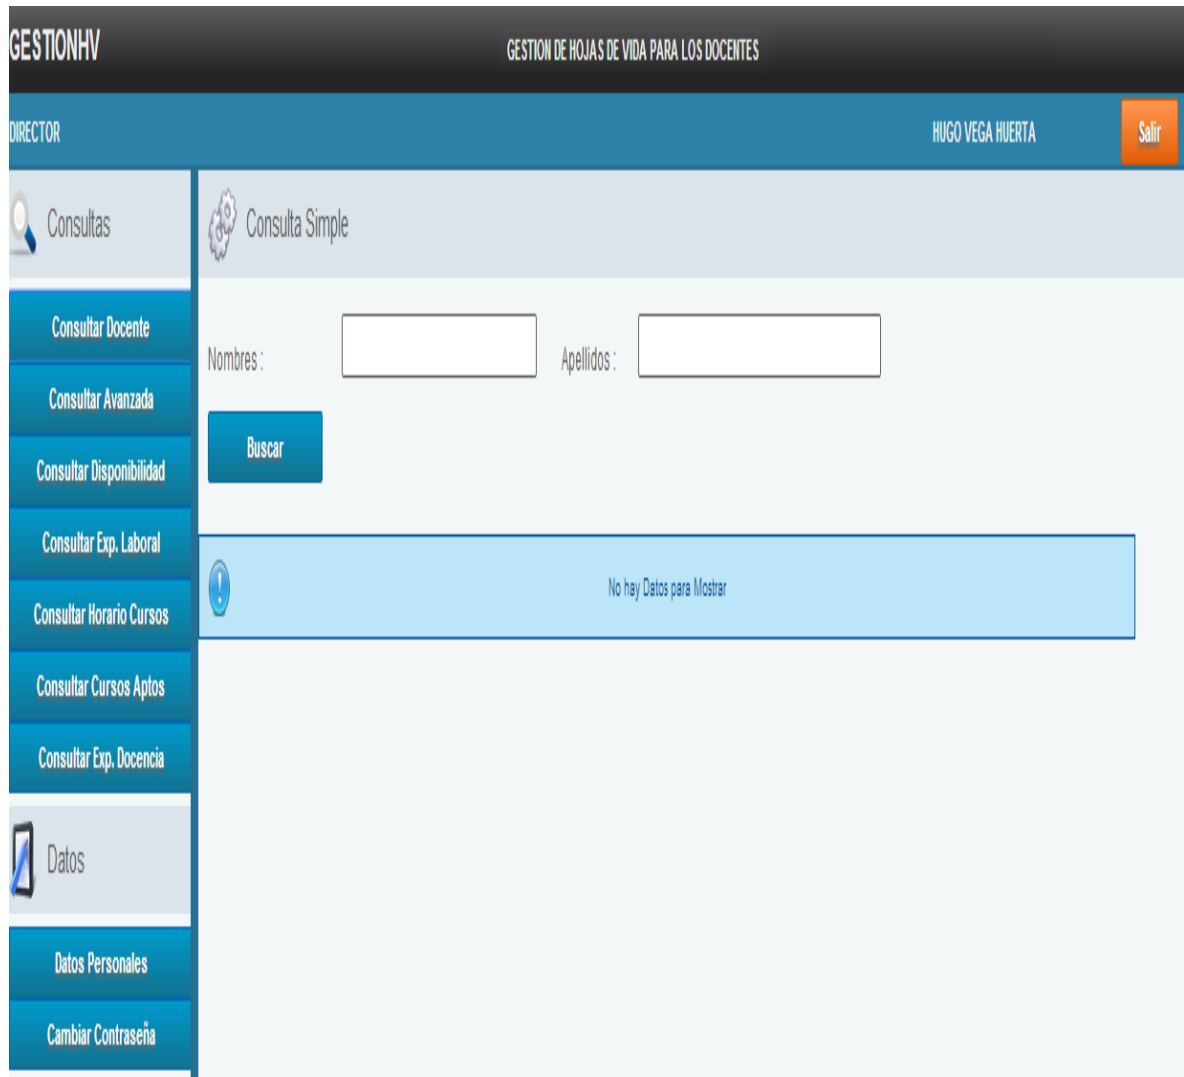 GESTIONHV
GESTION DE HOJAS DE VIDA PARA LOS DOCENTES
DIRECTOR
HUGO VEGA HUERTA
Salir
Consultas
Consultar Docente
Consultar Avanzada
Consultar Disponibilidad
Consultar Exp. Laboral
Consultar Horario Cursos
Consultar Cursos Aptos
Consultar Exp. Docencia
Datos
Datos Personales
Cambiar Contraseña
Consulta Simple
Nombres :
Apellidos :
Buscar
No hay Datos para Mostrar